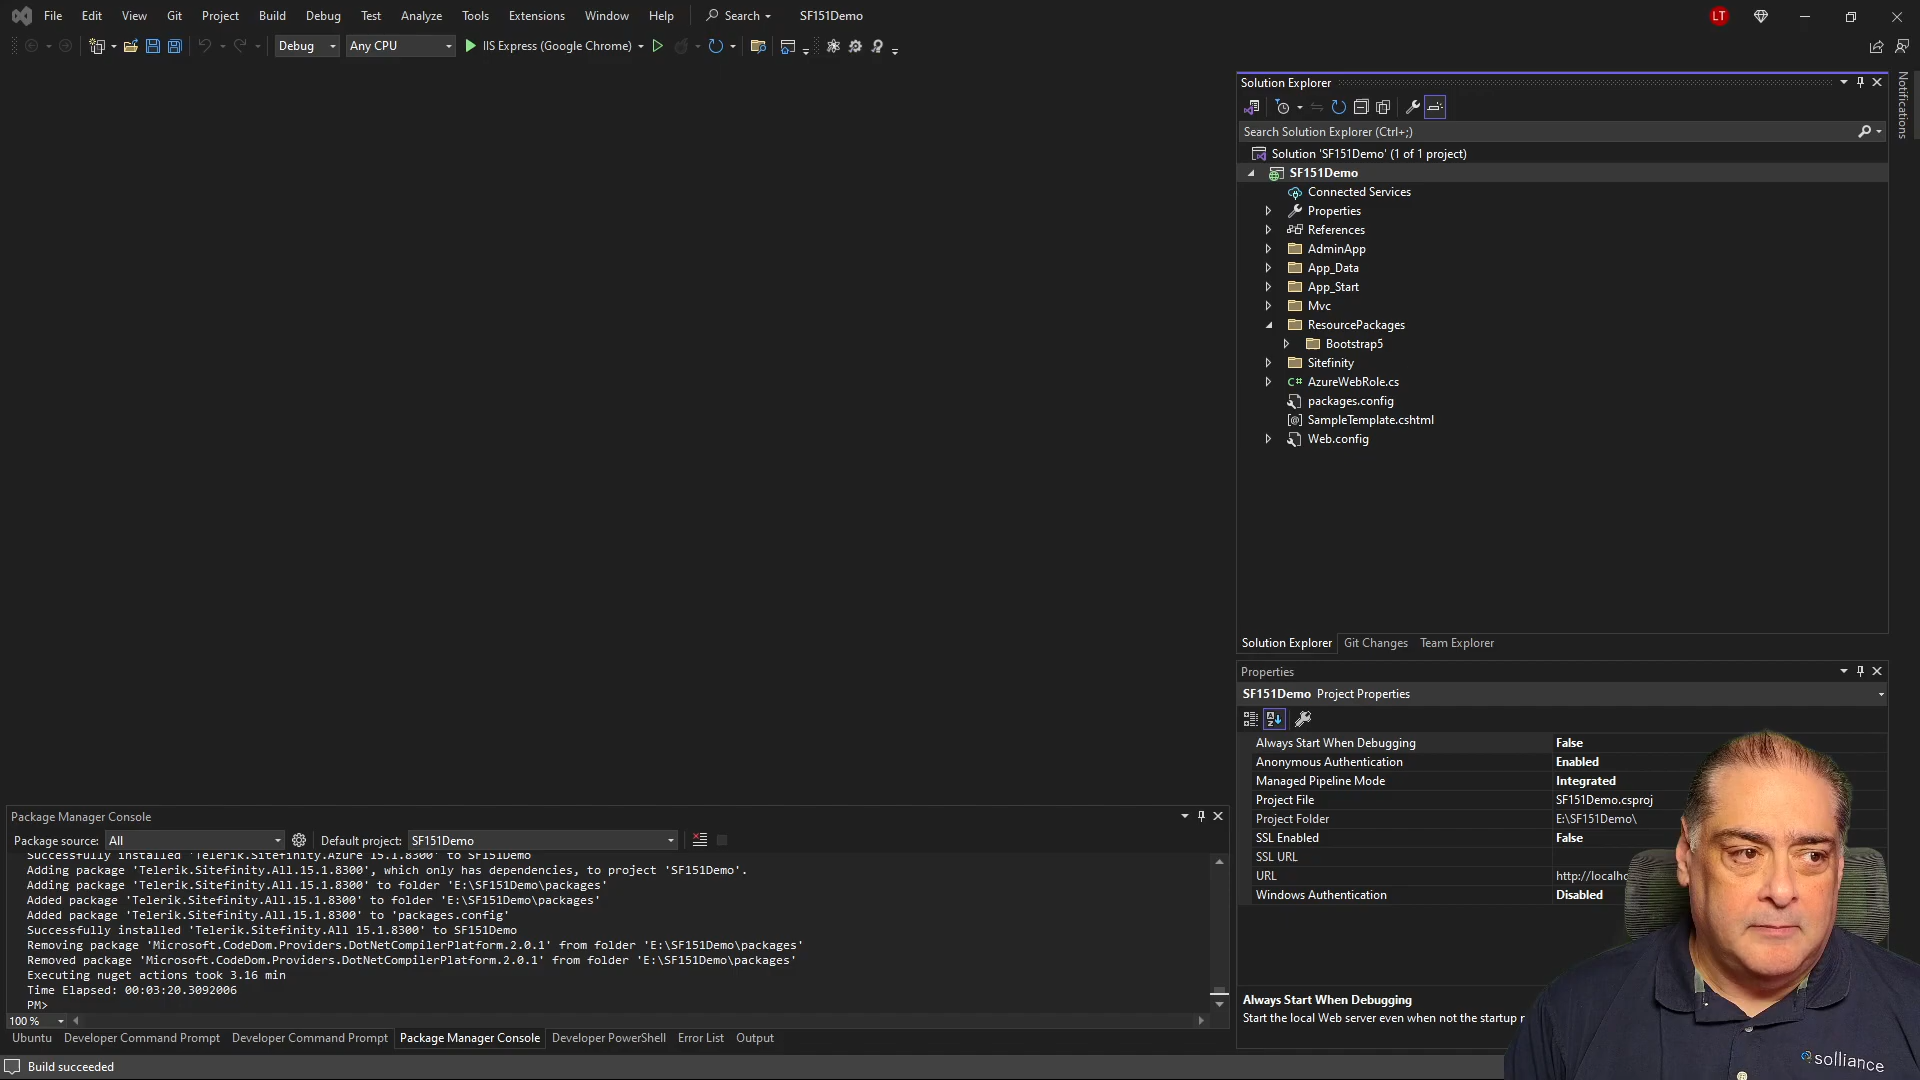 File Edit View Git Project Build Debug Test Analyze Tools Extensions Window Help Search SF151Demo
LT
Debug Any CPU IIS Express (Google Chrome)
Notifications
Solution Explorer
Search Solution Explorer (Ctrl+;)
Solution 'SF151Demo' (1 of 1 project)
SF151Demo
Connected Services
Properties
References
AdminApp
App_Data
App_Start
Mvc
ResourcePackages
Bootstrap5
Sitefinity
C# AzureWebRole.cs
packages.config
SampleTemplate.cshtml
Web.config
Solution Explorer Git Changes Team Explorer
Properties
SF151Demo Project Properties
Always Start When Debugging False
Anonymous Authentication Enabled
Managed Pipeline Mode Integrated
Project File SF151Demo.csproj
Project Folder E:\SF151Demo\
SSL Enabled False
SSL URL
URL http://localho
Windows Authentication Disabled
Always Start When Debugging
Start the local Web server even when not the startup
Package Manager Console
Package source: All Default project: SF151Demo
Successfully installed 'Telerik.Sitefinity.Azure 15.1.8300' to SF151Demo
Adding package 'Telerik.Sitefinity.All.15.1.8300', which only has dependencies, to project 'SF151Demo'.
Adding package 'Telerik.Sitefinity.All.15.1.8300' to folder 'E:\SF151Demo\packages'
Added package 'Telerik.Sitefinity.All.15.1.8300' to folder 'E:\SF151Demo\packages'
Added package 'Telerik.Sitefinity.All.15.1.8300' to 'packages.config'
Successfully installed 'Telerik.Sitefinity.All 15.1.8300' to SF151Demo
Removing package 'Microsoft.CodeDom.Providers.DotNetCompilerPlatform.2.0.1' from folder 'E:\SF151Demo\packages'
Removed package 'Microsoft.CodeDom.Providers.DotNetCompilerPlatform.2.0.1' from folder 'E:\SF151Demo\packages'
Executing nuget actions took 3.16 min
Time Elapsed: 00:03:20.3092006
PM>
100 %
Ubuntu Developer Command Prompt Developer Command Prompt Package Manager Console Developer PowerShell Error List Output
Build succeeded
solliance